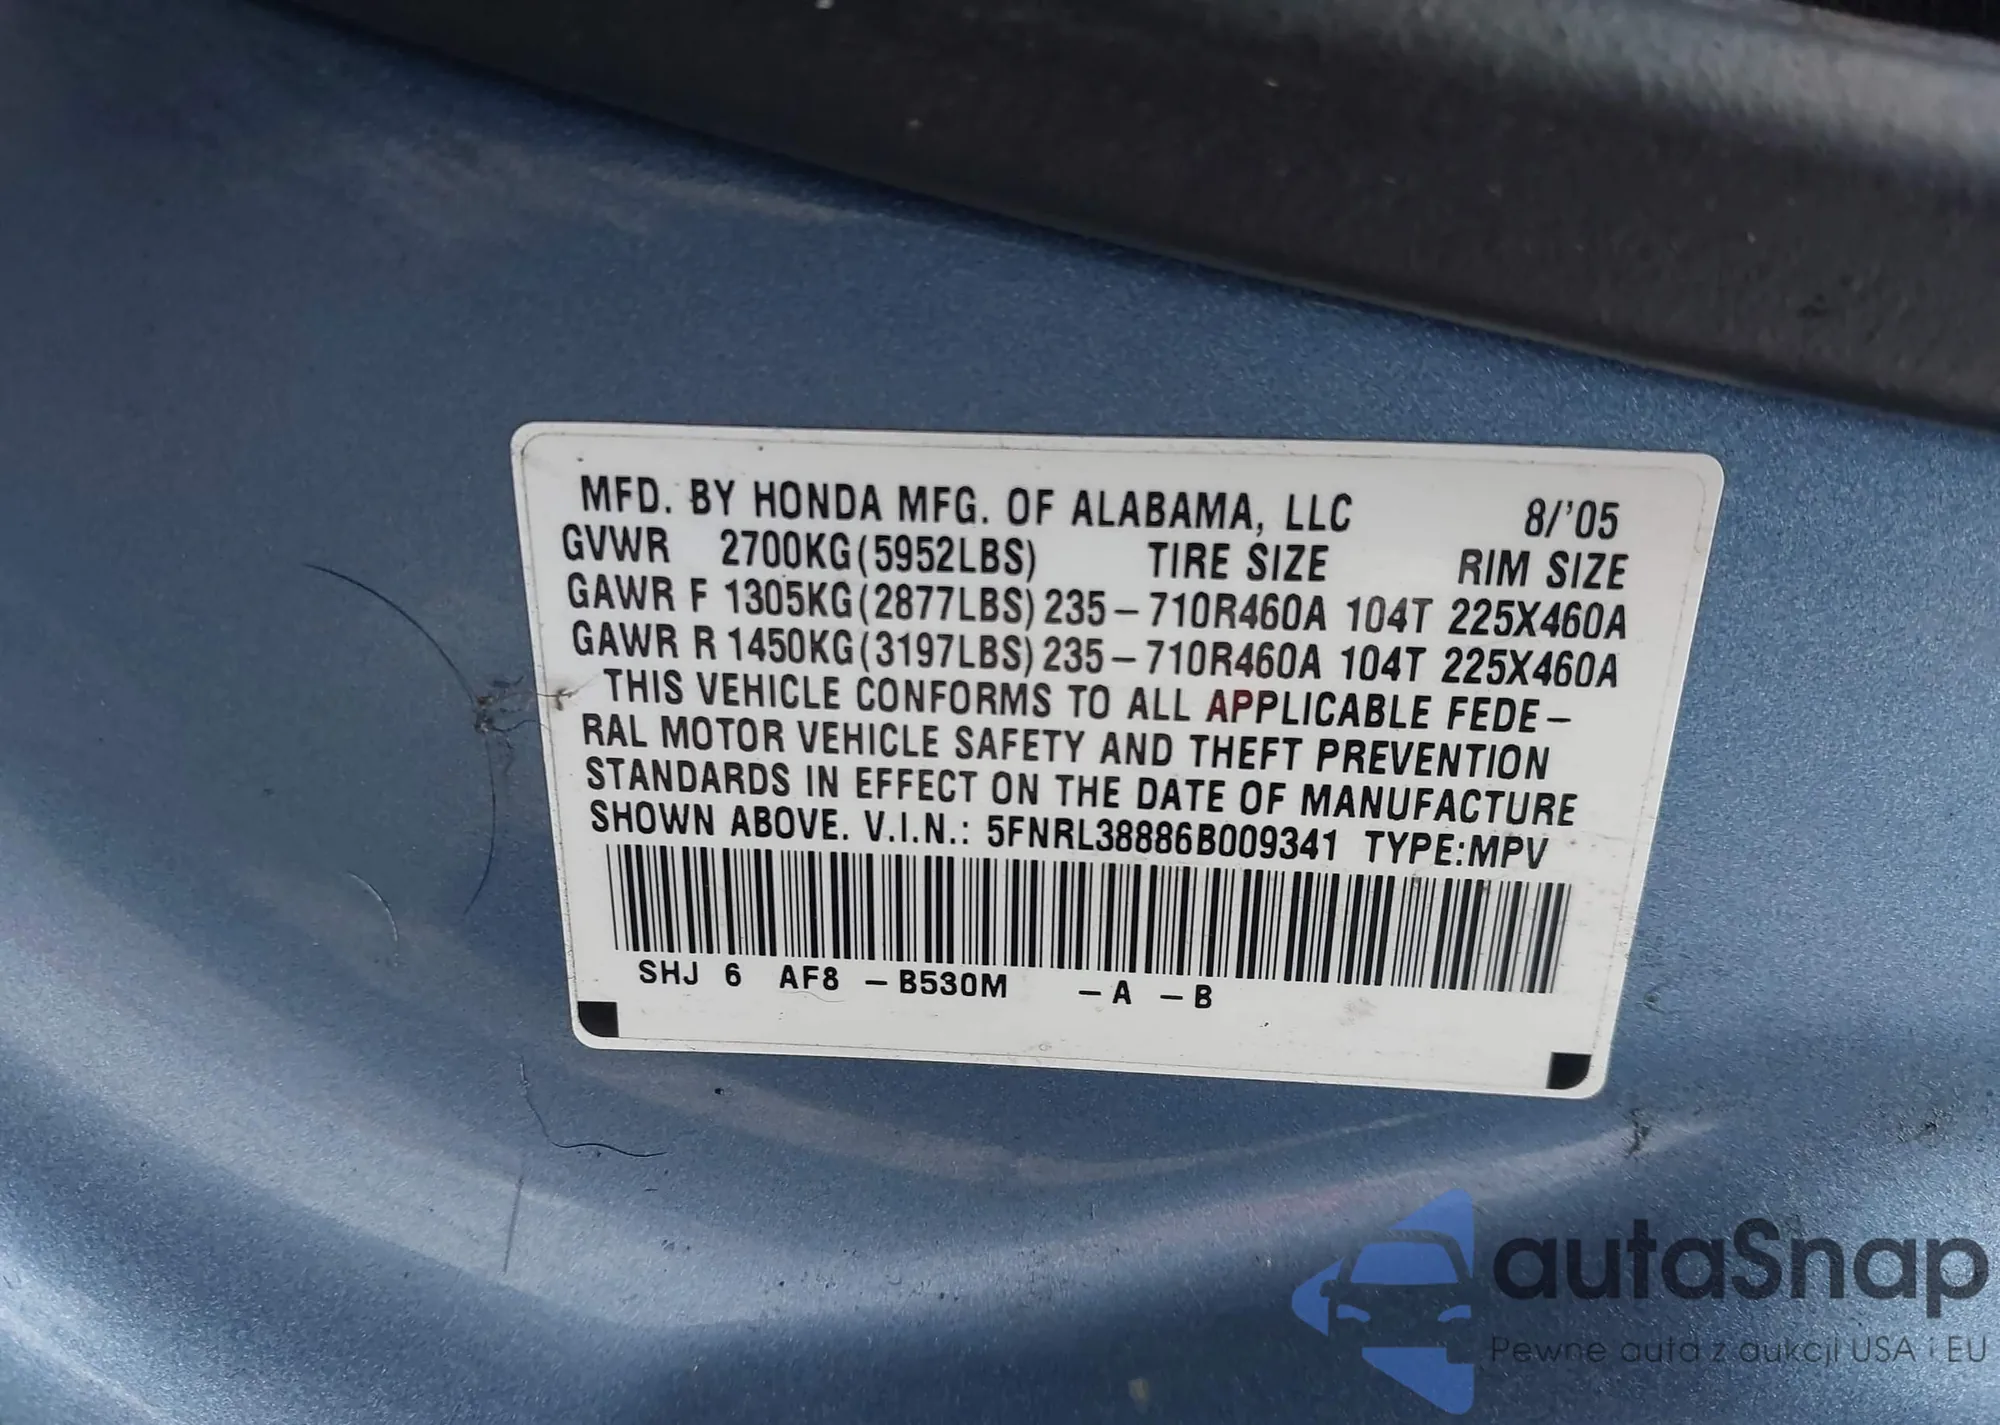 MFD. BY HONDA MFG. OF ALABAMA, LLC 8/'05
GVWR 2700KG(5952LBS) TIRE SIZE RIM SIZE
GAWR F 1305KG(2877LBS) 235-710R460A 104T 225X460A
GAWR R 1450KG(3197LBS) 235-710R460A 104T 225X460A
THIS VEHICLE CONFORMS TO ALL APPLICABLE FEDE-
RAL MOTOR VEHICLE SAFETY AND THEFT PREVENTION
STANDARDS IN EFFECT ON THE DATE OF MANUFACTURE
SHOWN ABOVE. V.I.N.: 5FNRL38886B009341 TYPE:MPV
SHJ 6 AF8 -B530M -A -B
autaSnap
Pewne auta z aukcji USA i EU